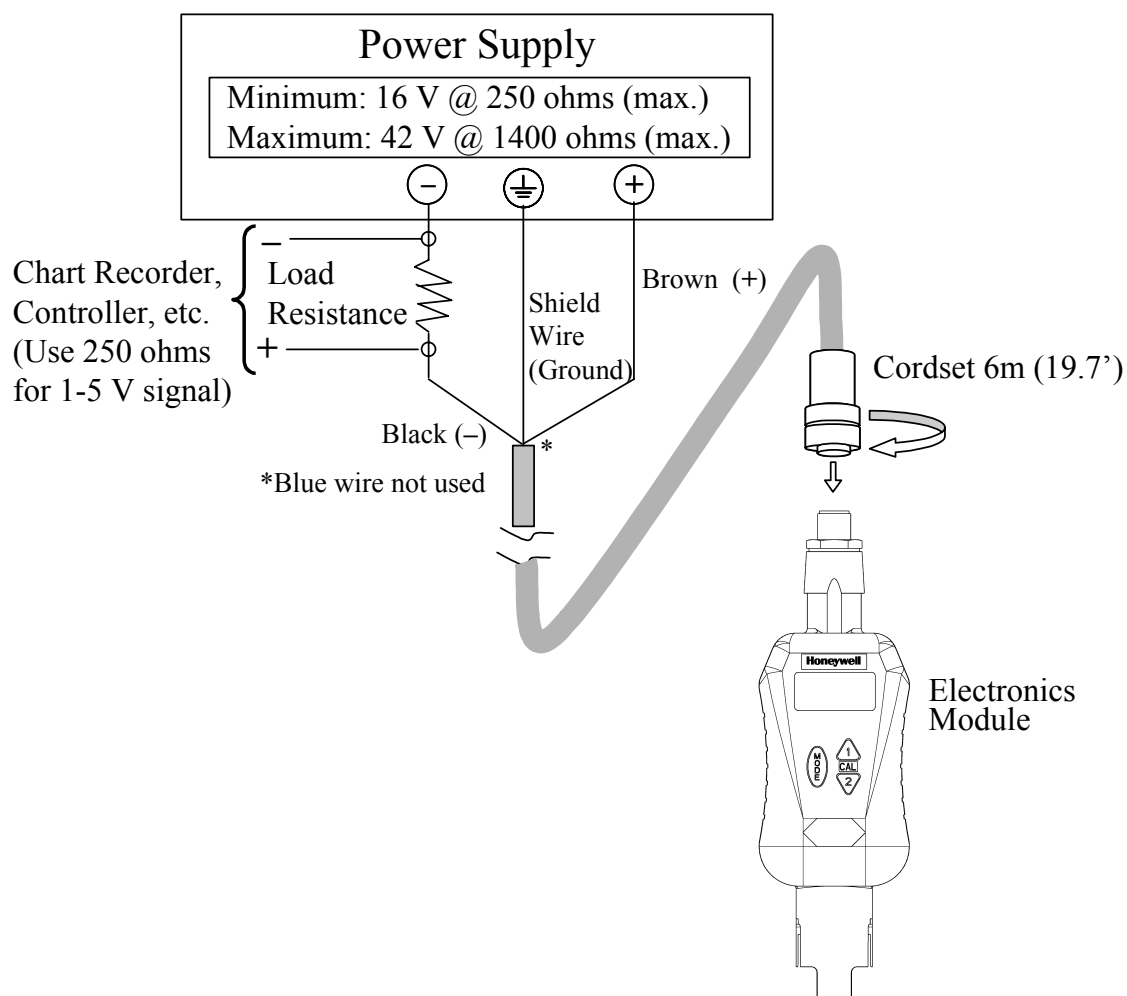 Power Supply
Minimum: 16 V @ 250 ohms (max.)
Maximum: 42 V @ 1400 ohms (max.)
–
+
Chart Recorder,
Controller, etc.
(Use 250 ohms
for 1-5 V signal)
–
Load
Resistance
+
Shield
Wire
(Ground)
Brown (+)
Black (–)
*
*Blue wire not used
Cordset 6m (19.7’)
Honeywell
MODE
1
CAL
2
Electronics
Module